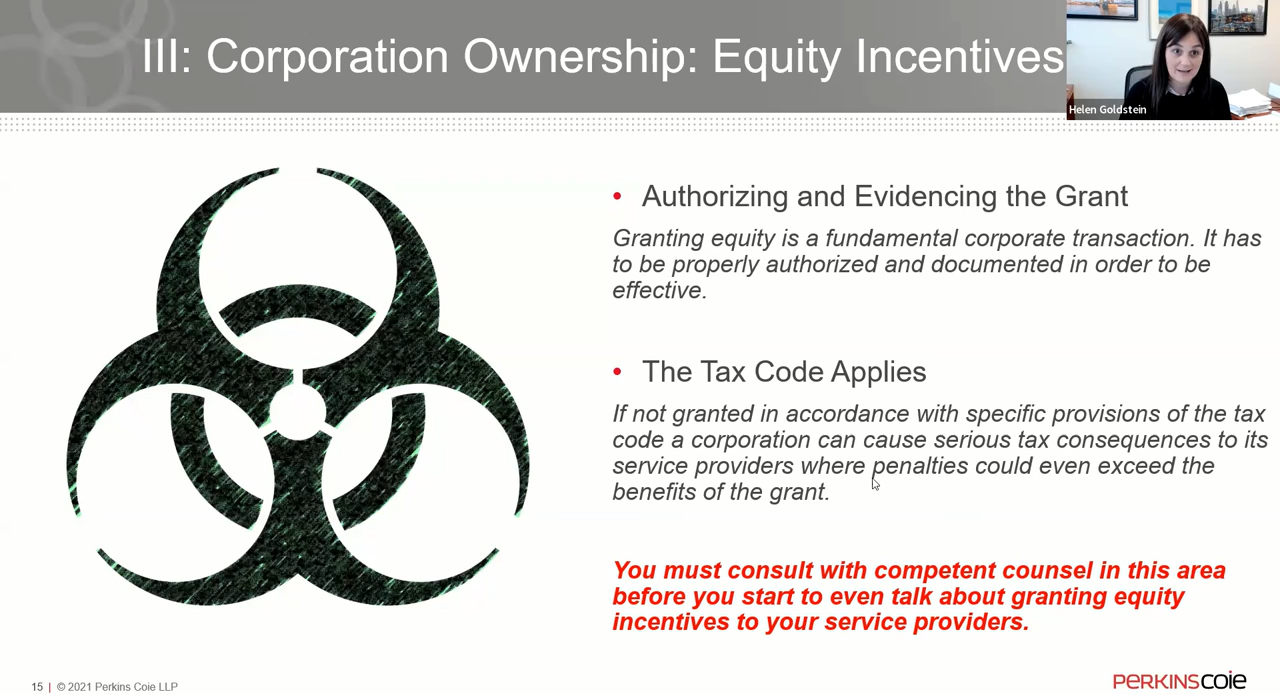 III: Corporation Ownership: Equity Incentives
Helen Goldstein
• Authorizing and Evidencing the Grant
Granting equity is a fundamental corporate transaction. It has
to be properly authorized and documented in order to be
effective.
• The Tax Code Applies
If not granted in accordance with specific provisions of the tax
code a corporation can cause serious tax consequences to its
service providers where penalties could even exceed the
benefits of the grant.
You must consult with competent counsel in this area
before you start to even talk about granting equity
incentives to your service providers.
15 | © 2021 Perkins Coie LLP
PERKINSCOie